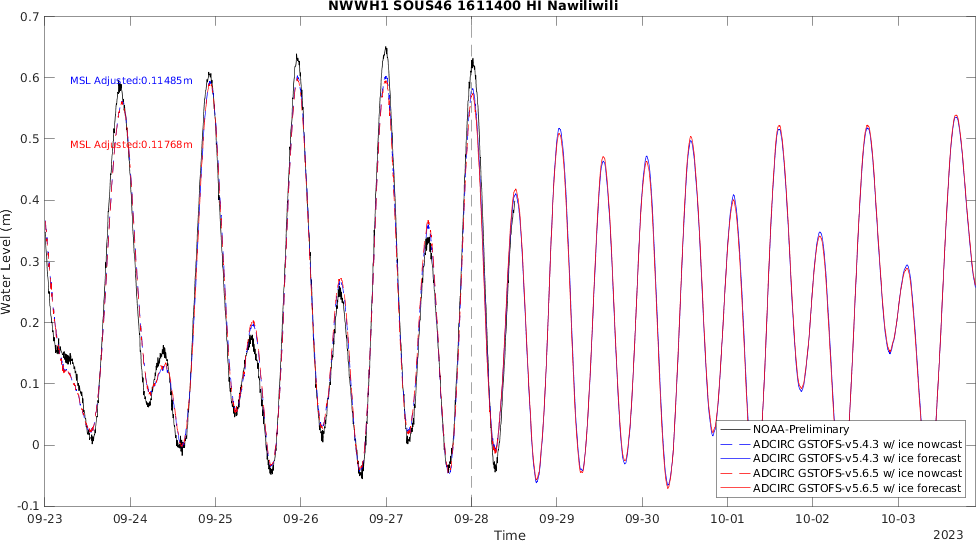 NWWH1 SOUS46 1611400 HI Nawiliwili
0.7
0.6
0.5
0.4
0.3
0.2
0.1
0
-0.1
Water Level (m)
MSL Adjusted:0.11485m
MSL Adjusted:0.11768m
NOAA-Preliminary
ADCIRC GSTOFS-v5.4.3 w/ ice nowcast
ADCIRC GSTOFS-v5.4.3 w/ ice forecast
ADCIRC GSTOFS-v5.6.5 w/ ice nowcast
ADCIRC GSTOFS-v5.6.5 w/ ice forecast
09-23 09-24 09-25 09-26 09-27 09-28 09-29 09-30 10-01 10-02 10-03
Time
2023